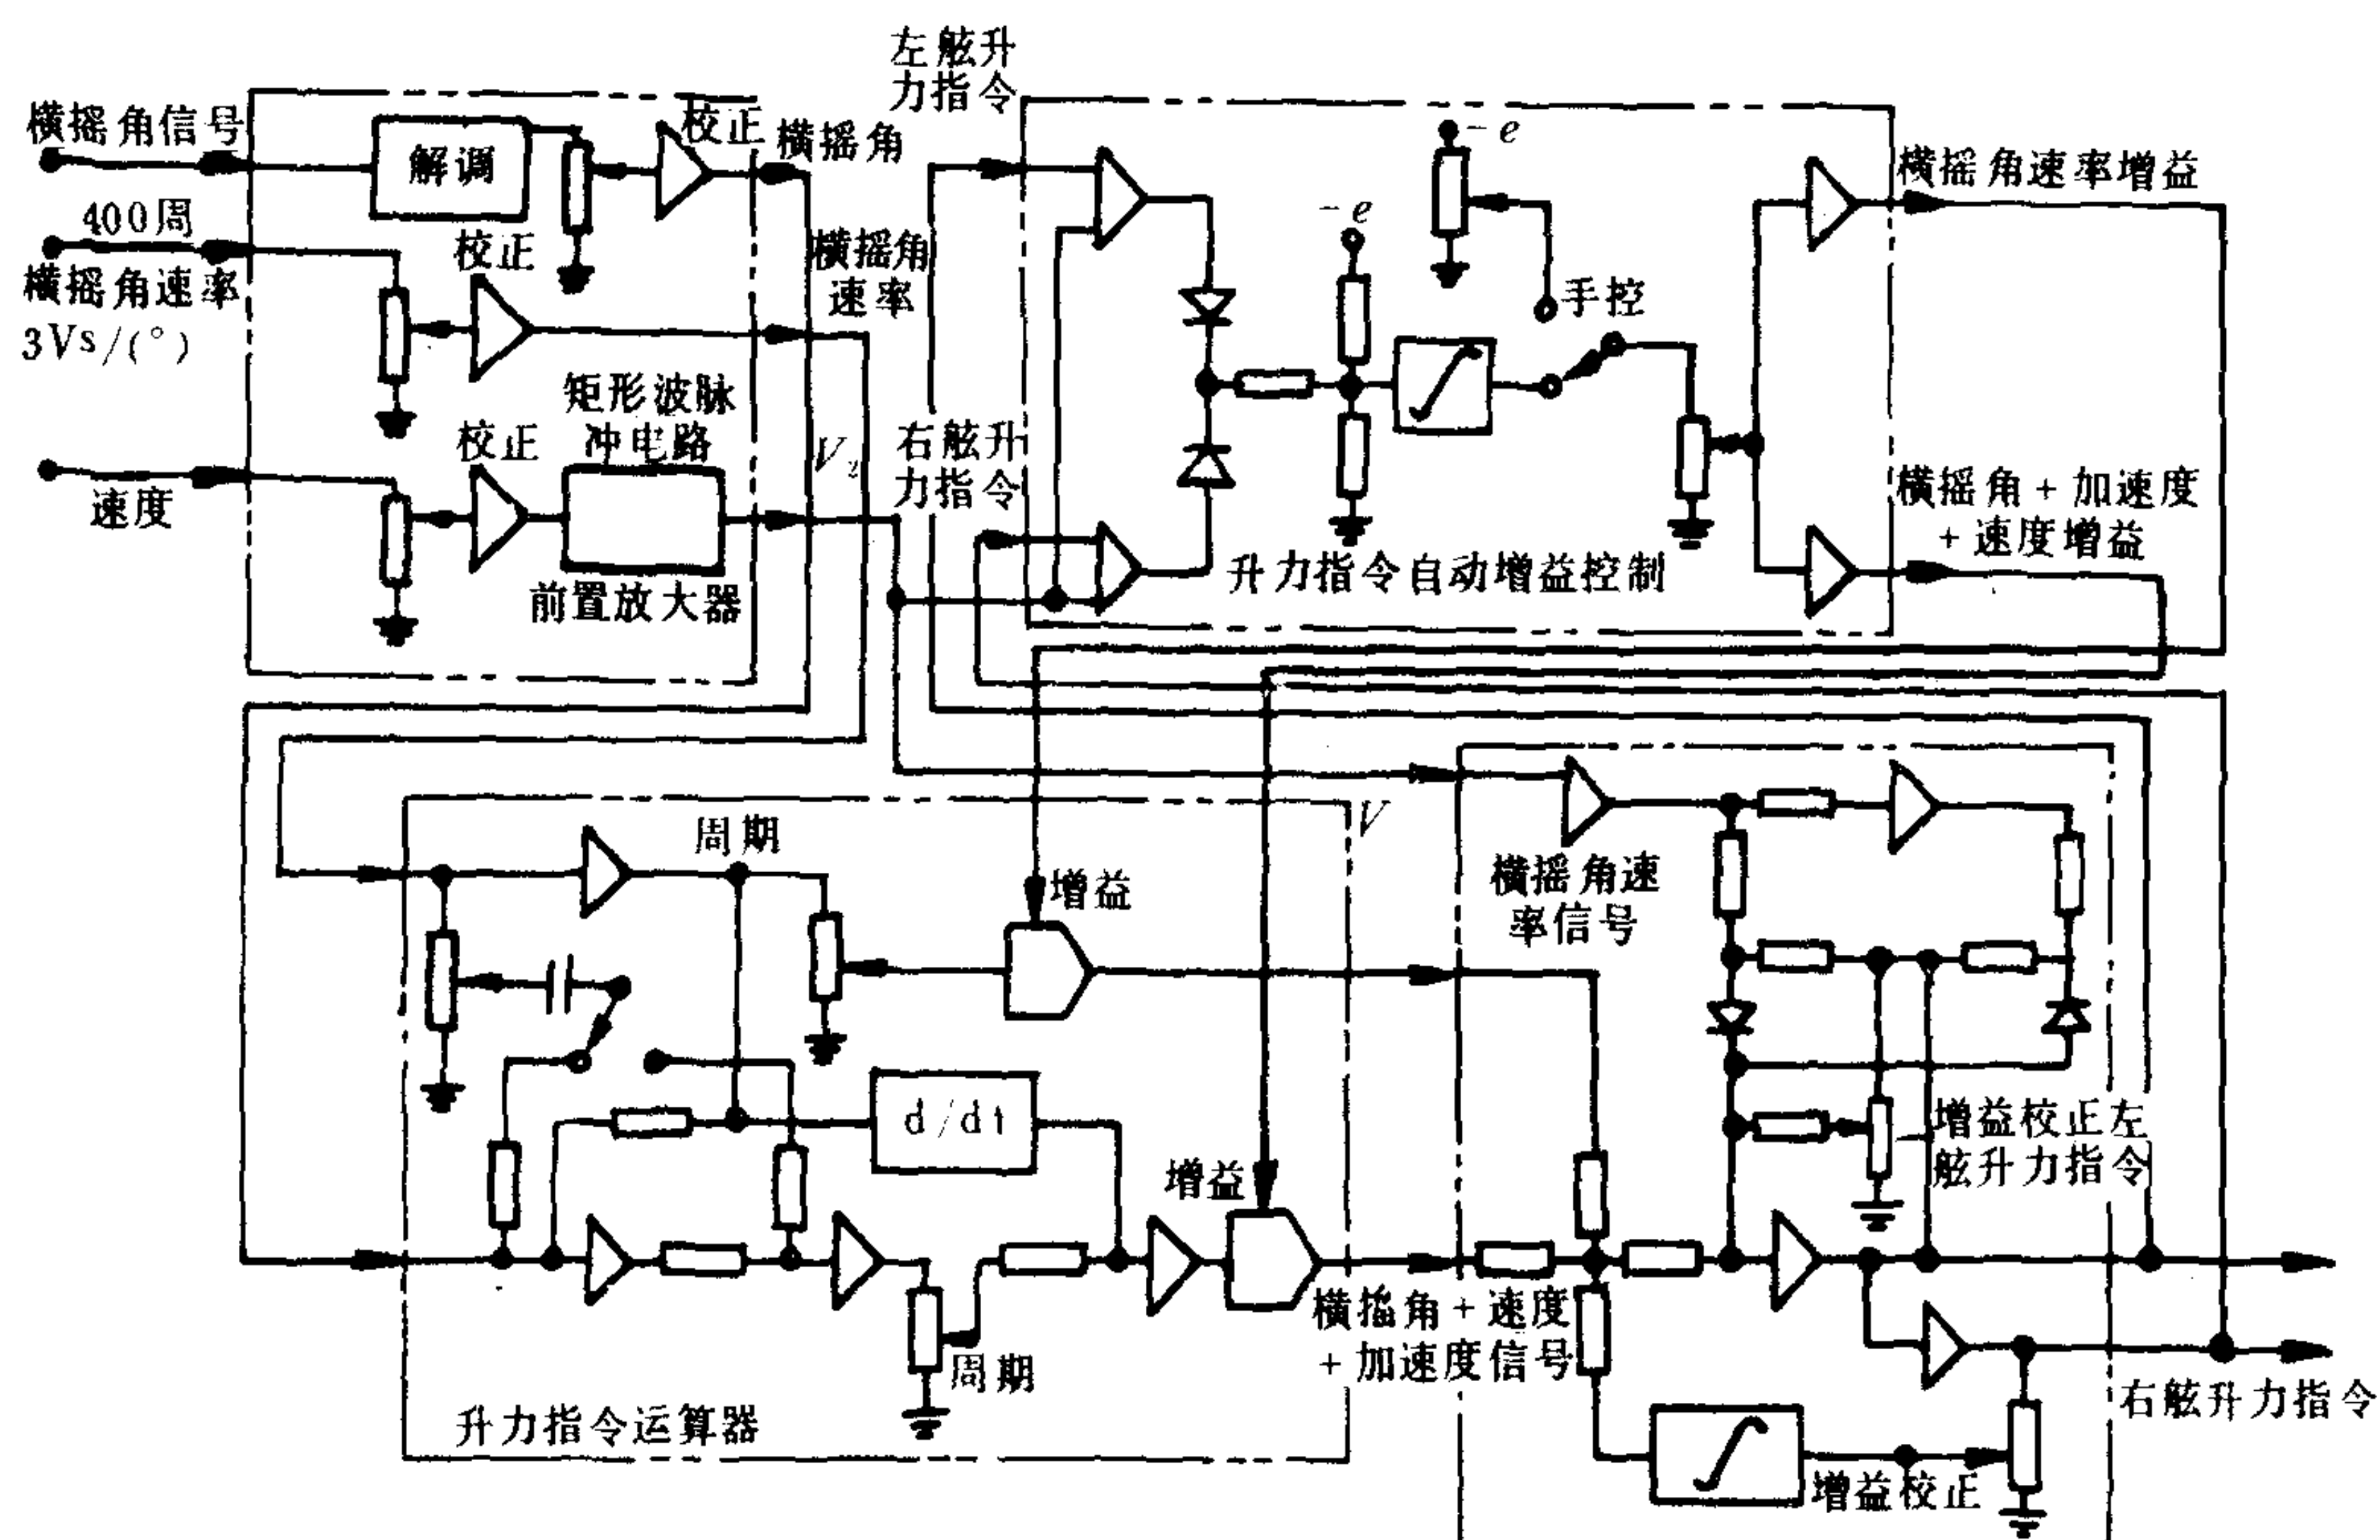 横摇角信号
400周
横摇角速率
3Vs/(°)
速度
解调
校正
横摇角
校正
横摇角
速率
校正
矩形波脉
冲电路
前置放大器
左舷升
力指令
右舷升
力指令
-e
-e
手控
升力指令自动增益控制
横摇角速率增益
横摇角+加速度
+速度增益
周期
增益
V
横摇角速
率信号
d/dt
增益
周期
升力指令运算器
横摇角+速度
+加速度信号
增益校正左
舷升力指令
增益校正
右舷升力指令